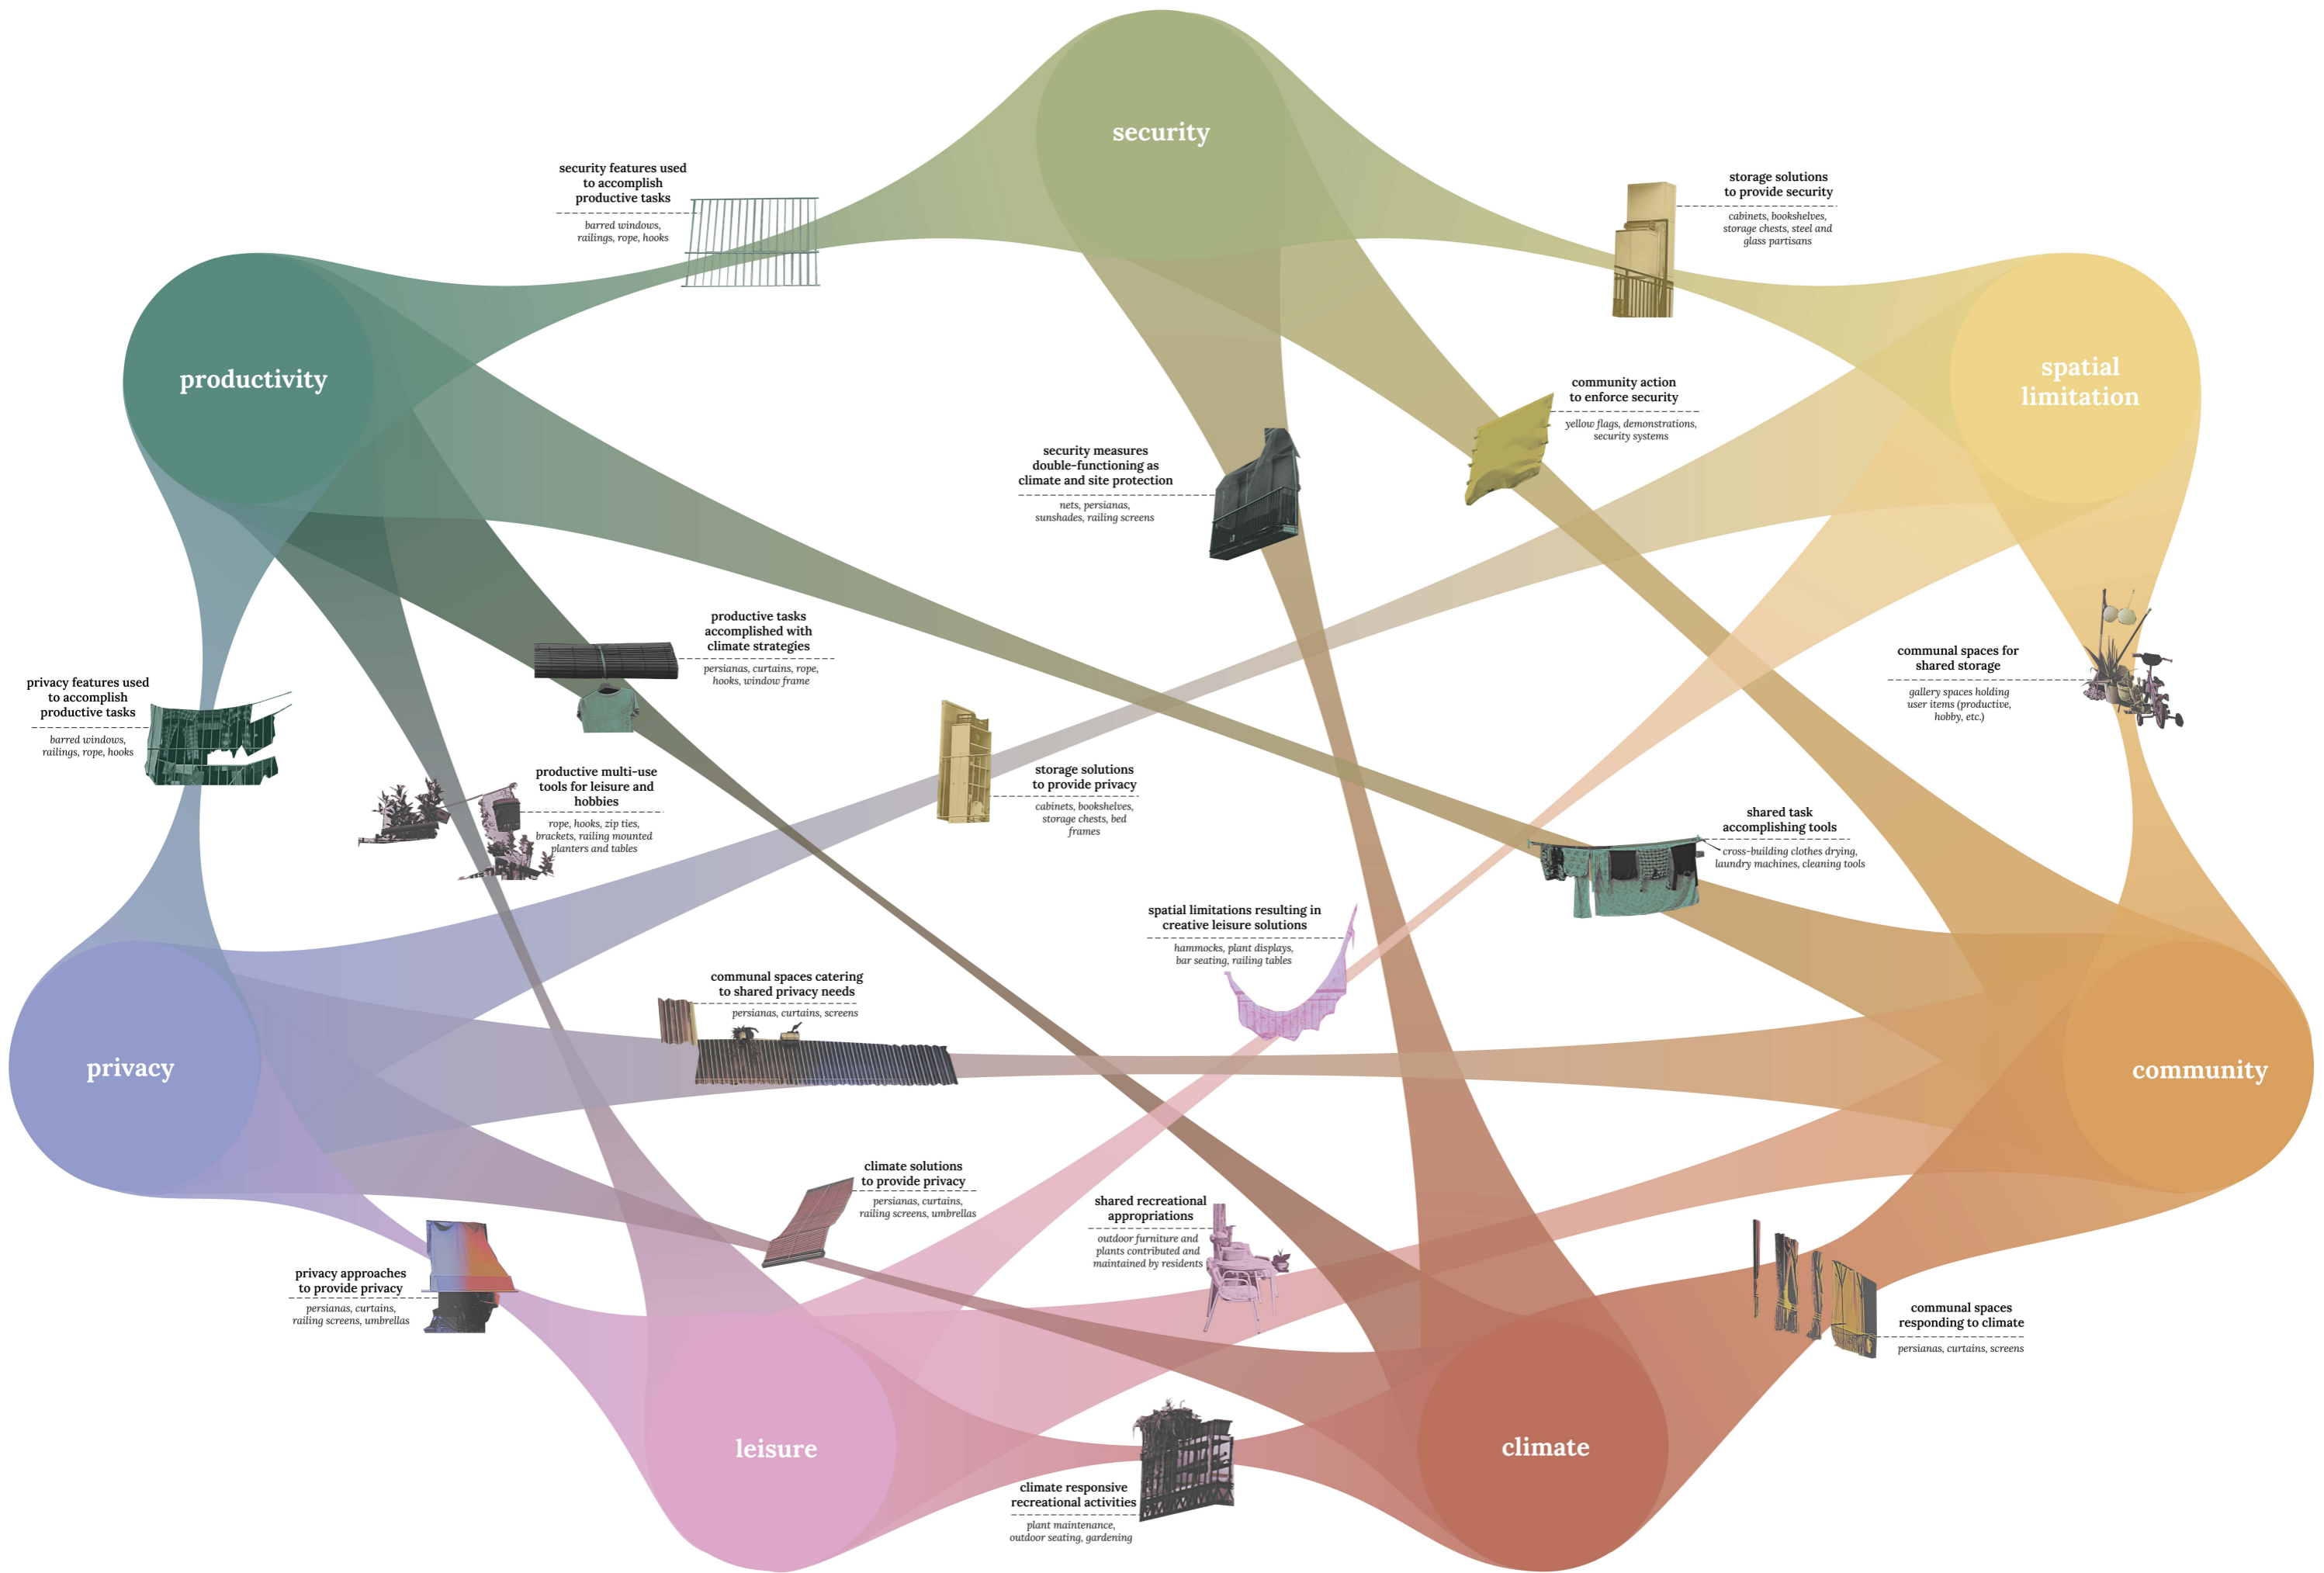 security
security features used
to accomplish
productive tasks
barred windows,
railings, rope, hooks
storage solutions
to provide security
cabinets, bookshelves,
storage chests, steel and
glass partisans
productivity
spatial
limitation
community action
to enforce security
yellow flags, demonstrations,
security systems
security measures
double-functioning as
climate and site protection
nets, persianas,
sunshades, railing screens
productive tasks
accomplished with
climate strategies
persianas, curtains, rope,
hooks, window frame
communal spaces for
shared storage
gallery spaces holding
user items (productive,
hobby, etc.)
privacy features used
to accomplish
productive tasks
barred windows,
railings, rope, hooks
productive multi-use
tools for leisure and
hobbies
rope, hooks, zip ties,
brackets, railing mounted
planters and tables
storage solutions
to provide privacy
cabinets, bookshelves,
storage chests, bed
frames
shared task
accomplishing tools
cross-building clothes drying,
laundry machines, cleaning tools
spatial limitations resulting in
creative leisure solutions
hammocks, plant displays,
bar seating, railing tables
communal spaces catering
to shared privacy needs
persianas, curtains, screens
privacy
community
climate solutions
to provide privacy
persianas, curtains,
railing screens, umbrellas
shared recreational
appropriations
outdoor furniture and
plants contributed and
maintained by residents
privacy approaches
to provide privacy
persianas, curtains,
railing screens, umbrellas
communal spaces
responding to climate
persianas, curtains, screens
leisure
climate
climate responsive
recreational activities
plant maintenance,
outdoor seating, gardening